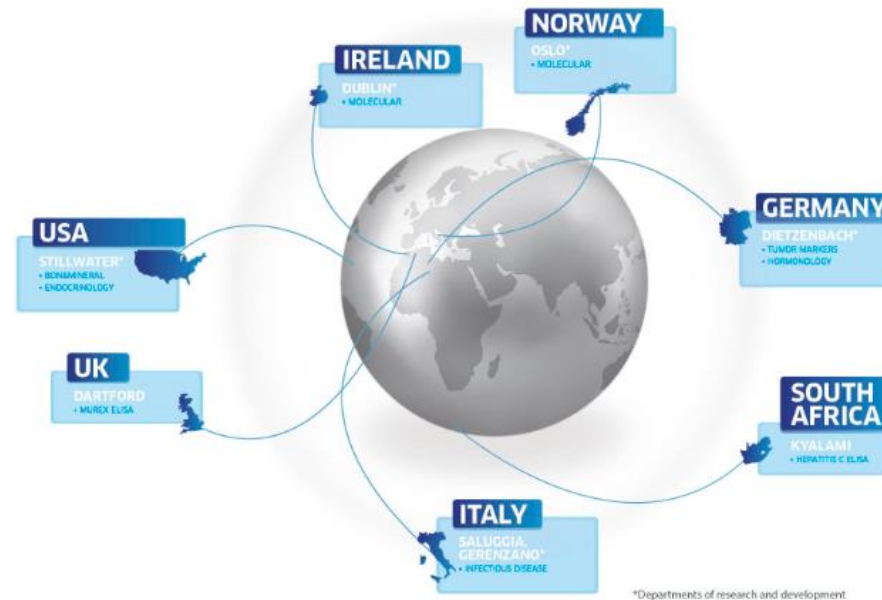 NORWAY
OSLO*
• MOLECULAR
IRELAND
DUBLIN*
• MOLECULAR
GERMANY
DIETZENBACH*
• TUMOR MARKERS
• HORMONOLOGY
USA
STILLWATER*
• BON&MINERAL
• ENDOCRINOLOGY
UK
DARTFORD
• MUREX ELISA
SOUTH
AFRICA
KYALAMI
• HEPATITIS C ELISA
ITALY
SALUGGIA,
GERENZANO*
• INFECTIOUS DISEASE
*Departments of research and development